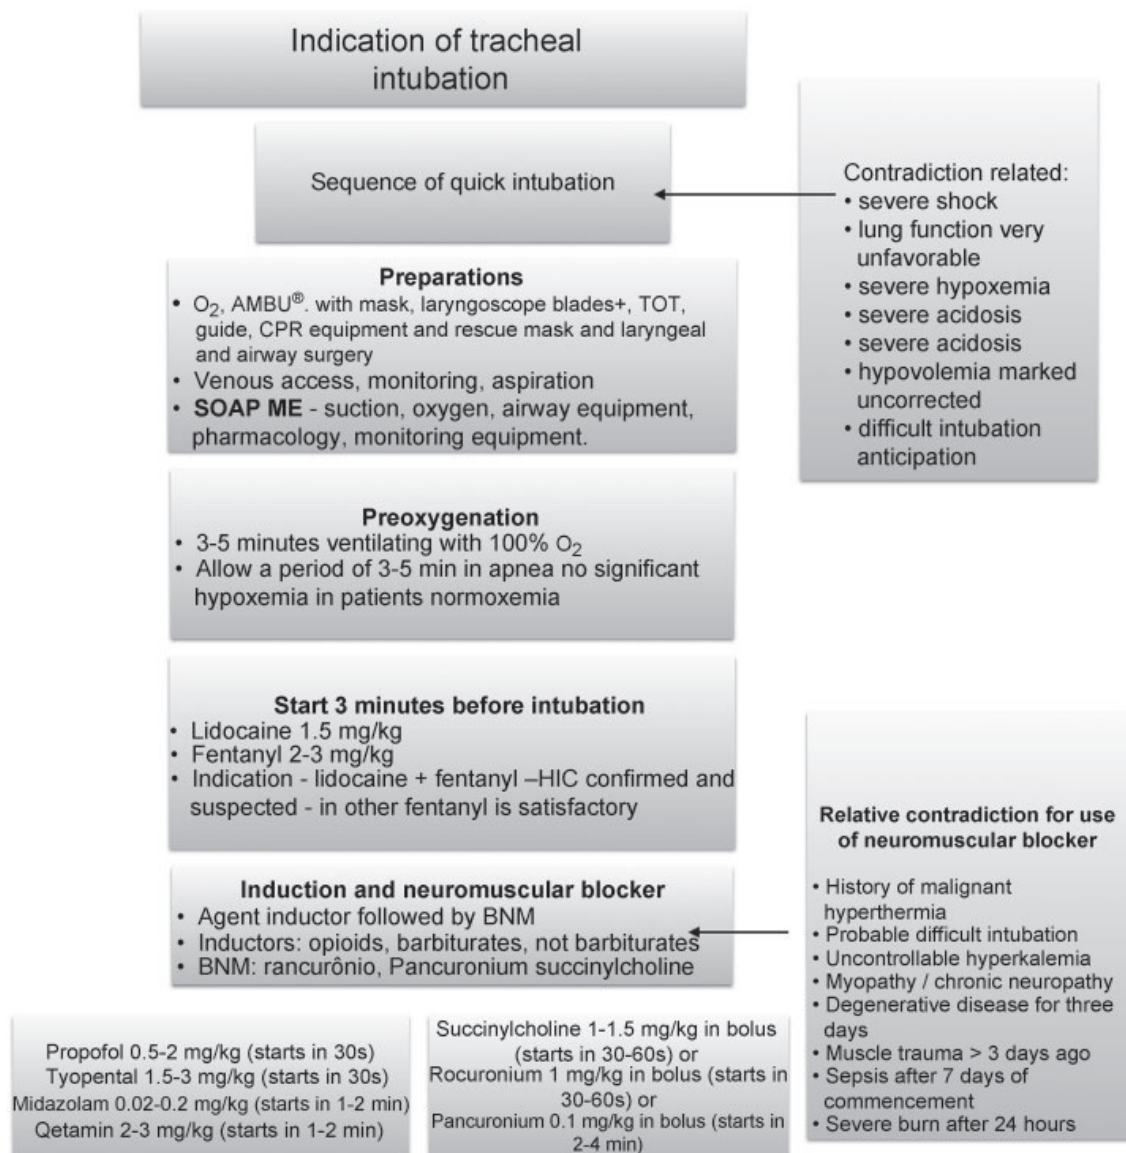 Indication of tracheal
intubation
Sequence of quick intubation
Contradiction related:
• severe shock
• lung function very
unfavorable
• severe hypoxemia
• severe acidosis
• severe acidosis
• hypovolemia marked
uncorrected
• difficult intubation
anticipation
Preparations
• O2, AMBU®. with mask, laryngoscope blades+, TOT,
guide, CPR equipment and rescue mask and laryngeal
and airway surgery
• Venous access, monitoring, aspiration
• SOAP ME - suction, oxygen, airway equipment,
pharmacology, monitoring equipment.
Preoxygenation
• 3-5 minutes ventilating with 100% O2
• Allow a period of 3-5 min in apnea no significant
hypoxemia in patients normoxemia
Start 3 minutes before intubation
• Lidocaine 1.5 mg/kg
• Fentanyl 2-3 mg/kg
• Indication - lidocaine + fentanyl –HIC confirmed and
suspected - in other fentanyl is satisfactory
Induction and neuromuscular blocker
• Agent inductor followed by BNM
• Inductors: opioids, barbiturates, not barbiturates
• BNM: rancurônio, Pancuronium succinylcholine
Relative contradiction for use
of neuromuscular blocker
• History of malignant
hyperthermia
• Probable difficult intubation
• Uncontrollable hyperkalemia
• Myopathy / chronic neuropathy
• Degenerative disease for three
days
• Muscle trauma > 3 days ago
• Sepsis after 7 days of
commencement
• Severe burn after 24 hours
Propofol 0.5-2 mg/kg (starts in 30s)
Tyopental 1.5-3 mg/kg (starts in 30s)
Midazolam 0.02-0.2 mg/kg (starts in 1-2 min)
Qetamin 2-3 mg/kg (starts in 1-2 min)
Succinylcholine 1-1.5 mg/kg in bolus
(starts in 30-60s) or
Rocuronium 1 mg/kg in bolus (starts in
30-60s) or
Pancuronium 0.1 mg/kg in bolus (starts in
2-4 min)